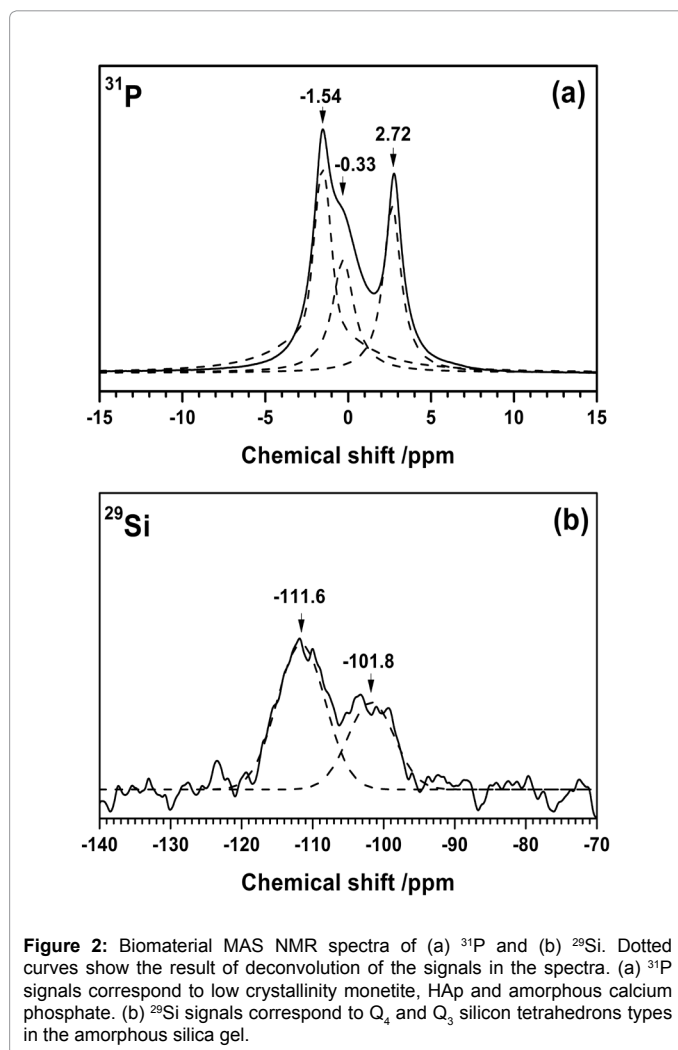 ³¹P
(a)
-1.54
-0.33
2.72
-15 -10 -5 0 5 10 15
Chemical shift /ppm
²⁹Si
(b)
-111.6
-101.8
-140 -130 -120 -110 -100 -90 -80 -70
Chemical shift /ppm
Figure 2: Biomaterial MAS NMR spectra of (a) ³¹P and (b) ²⁹Si. Dotted
curves show the result of deconvolution of the signals in the spectra. (a) ³¹P
signals correspond to low crystallinity monetite, HAp and amorphous calcium
phosphate. (b) ²⁹Si signals correspond to Q₄ and Q₃ silicon tetrahedrons types
in the amorphous silica gel.